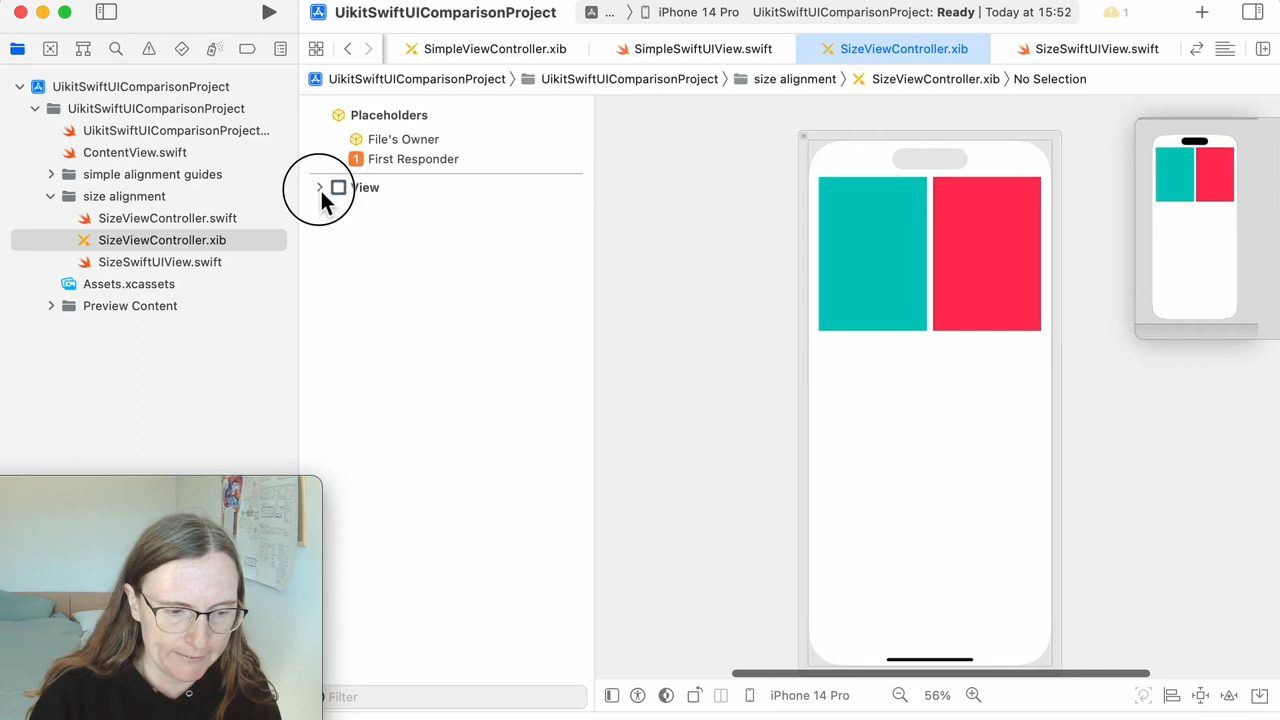 UikitSwiftUIComparisonProject
... 〉 iPhone 14 Pro UikitSwiftUIComparisonProject: Ready | Today at 15:52
1
SimpleViewController.xib
SimpleSwiftUIView.swift
SizeViewController.xib
SizeSwiftUIView.swift
UikitSwiftUIComparisonProject 〉 UikitSwiftUIComparisonProject 〉 size alignment 〉 SizeViewController.xib 〉 No Selection
UikitSwiftUIComparisonProject
UikitSwiftUIComparisonProject
UikitSwiftUIComparisonProject...
ContentView.swift
simple alignment guides
size alignment
SizeViewController.swift
SizeViewController.xib
SizeSwiftUIView.swift
Assets.xcassets
Preview Content
Placeholders
File's Owner
1 First Responder
View
Filter
iPhone 14 Pro
56%